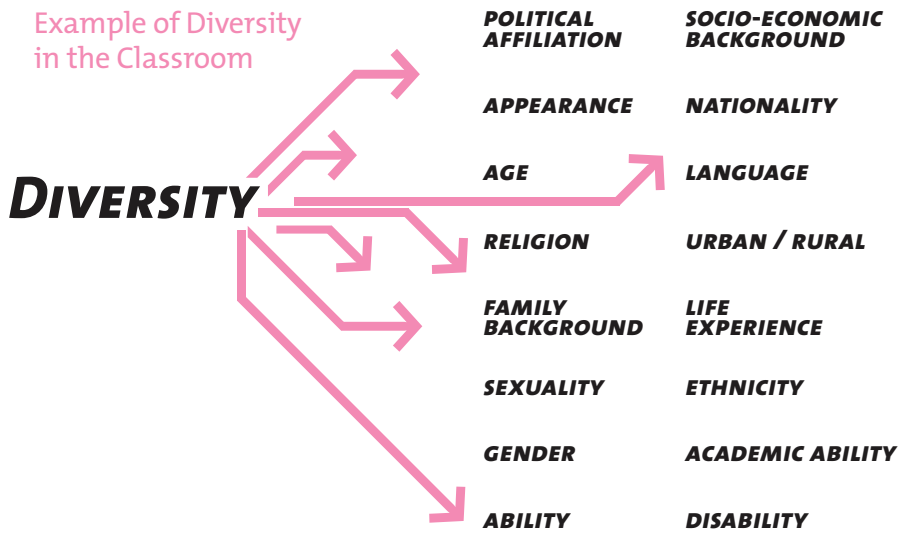 Example of Diversity
in the Classroom
DIVERSITY
POLITICAL
AFFILIATION
SOCIO-ECONOMIC
BACKGROUND
APPEARANCE
NATIONALITY
AGE
LANGUAGE
RELIGION
URBAN / RURAL
FAMILY
BACKGROUND
LIFE
EXPERIENCE
SEXUALITY
ETHNICITY
GENDER
ACADEMIC ABILITY
ABILITY
DISABILITY